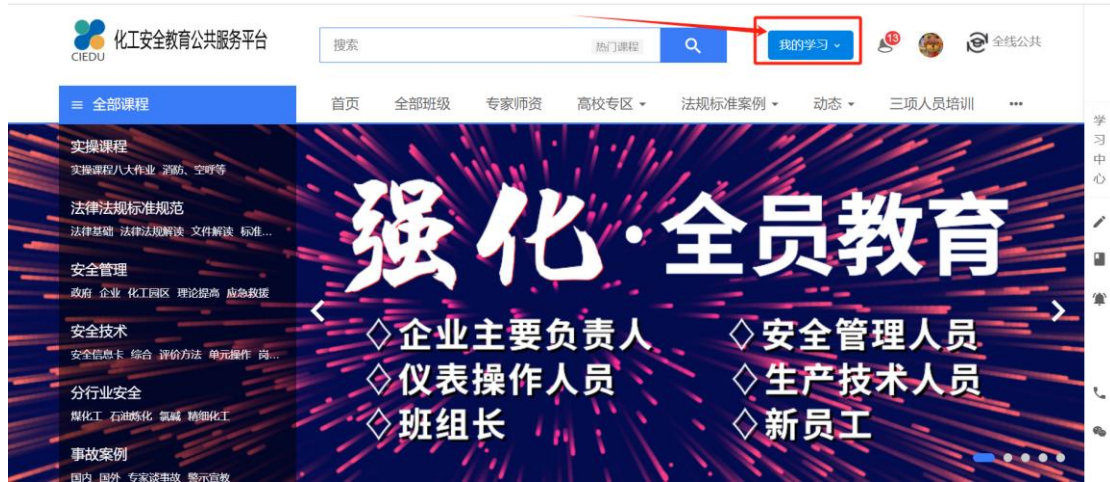 化工安全教育公共服务平台
CIEDU
搜索
热门课程
我的学习
13
全线公共
全部课程
首页 全部班级 专家师资 高校专区 法规标准案例 动态 三项人员培训 •••
实操课程
实操课程八大作业 消防、空呼等
法律法规标准规范
法律基础 法律法规解读 文件解读 标准...
安全管理
政府 企业 化工园区 理论提高 应急救援
安全技术
安全信息卡 综合 评价方法 单元操作 岗...
分行业安全
煤化工 石油炼化 氯碱 精细化工
事故案例
国内 国外 专家谈事故 警示宣教
强化·全员教育
◇企业主要负责人 ◇安全管理人员
◇仪表操作人员 ◇生产技术人员
◇班组长 ◇新员工
学
习
中
心